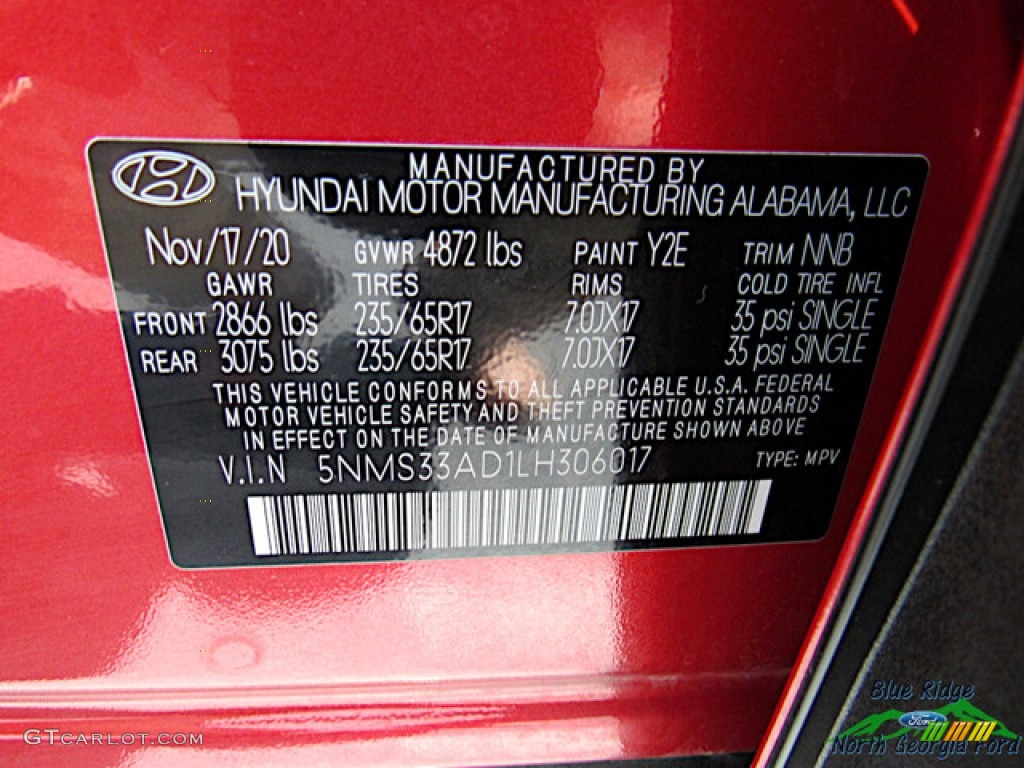 MANUFACTURED BY
HYUNDAI MOTOR MANUFACTURING ALABAMA, LLC
Nov/17/20 GVWR 4872 lbs PAINT Y2E TRIM NNB
GAWR TIRES RIMS COLD TIRE INFL
FRONT 2866 lbs 235/65R17 7.0JX17 35 psi SINGLE
REAR 3075 lbs 235/65R17 7.0JX17 35 psi SINGLE
THIS VEHICLE CONFORMS TO ALL APPLICABLE U.S.A. FEDERAL
MOTOR VEHICLE SAFETY AND THEFT PREVENTION STANDARDS
IN EFFECT ON THE DATE OF MANUFACTURE SHOWN ABOVE
V.I.N 5NMS33AD1LH306017 TYPE: MPV
Blue Ridge
Ford
North Georgia Ford
GTCARLOT.COM